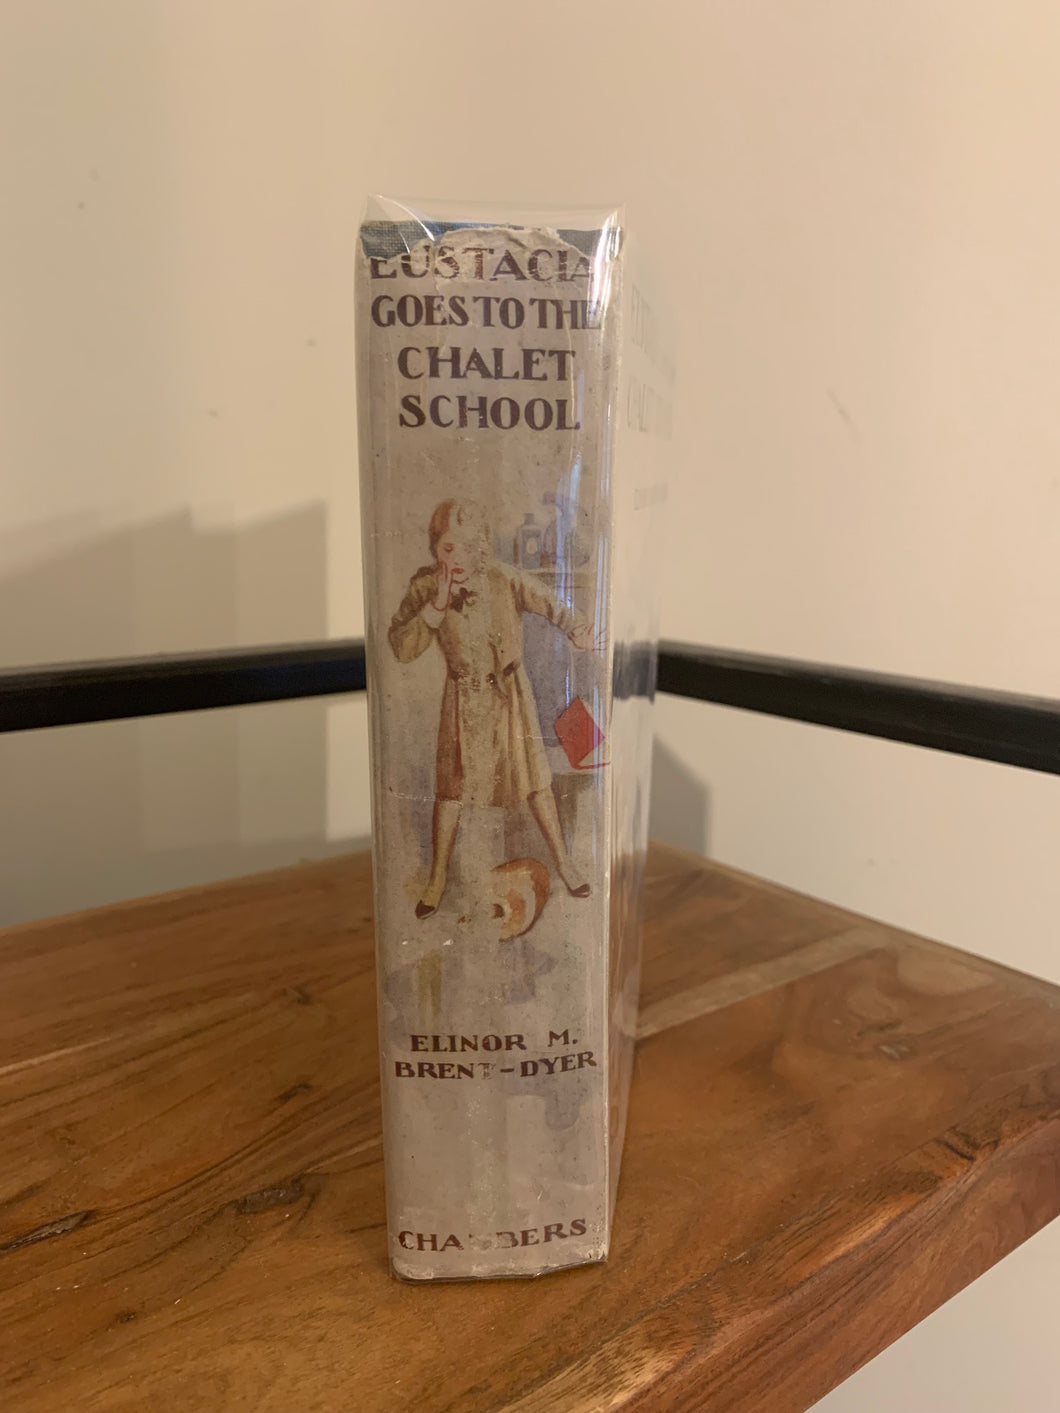 EUSTACIA
GOES TO THE
CHALET
SCHOOL
ELINOR M.
BRENT-DYER
CHAMBERS